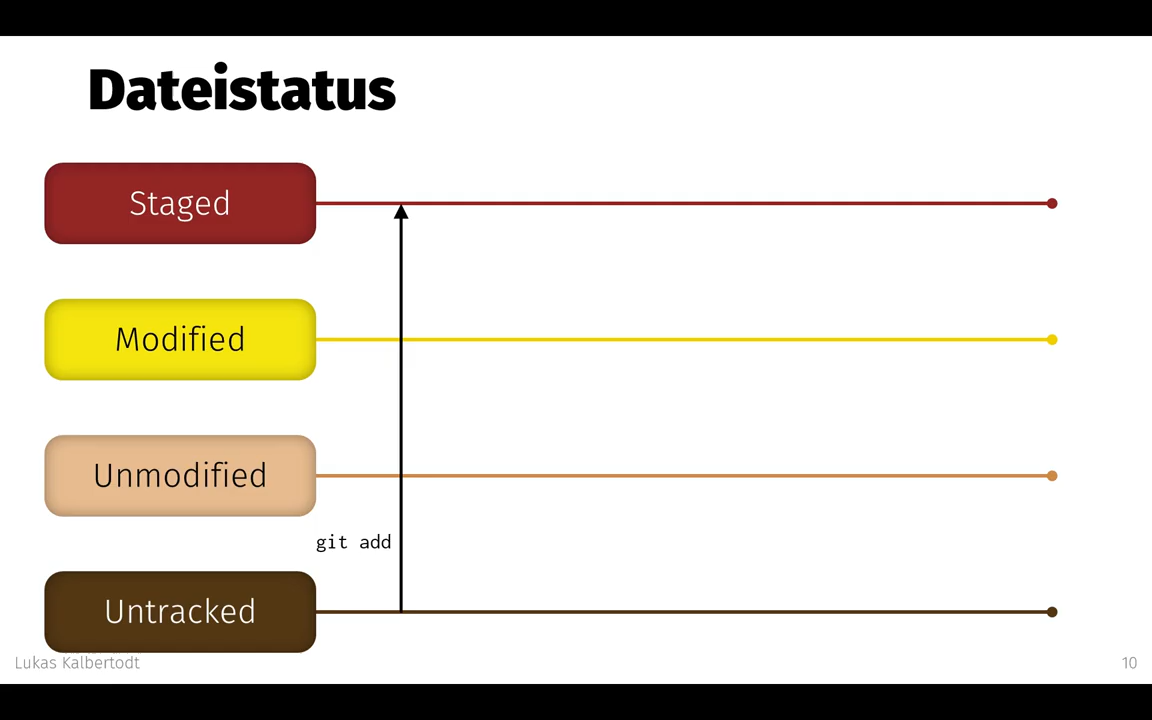 Dateistatus
Staged
Modified
Unmodified
git add
Untracked
Lukas Kalbertodt
10